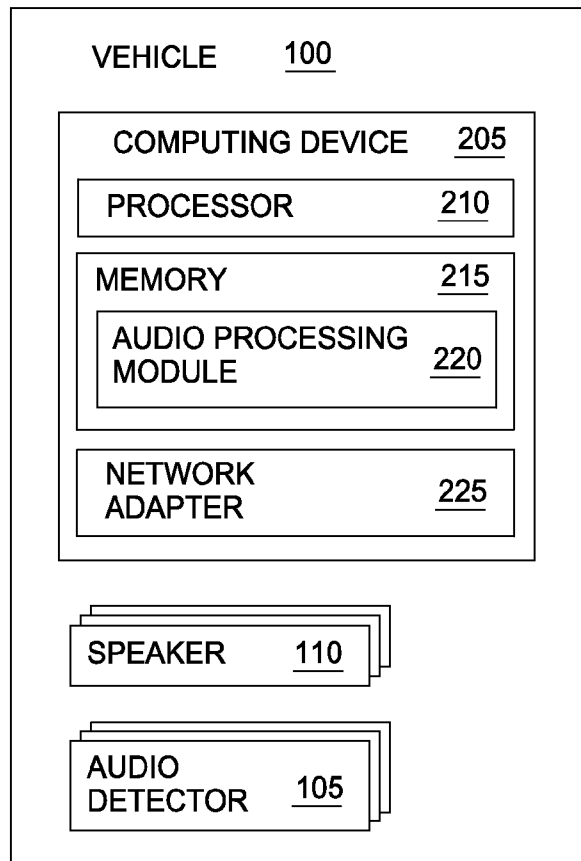 VEHICLE 100
COMPUTING DEVICE 205
PROCESSOR 210
MEMORY 215
AUDIO PROCESSING
MODULE 220
NETWORK
ADAPTER 225
SPEAKER 110
AUDIO
DETECTOR 105